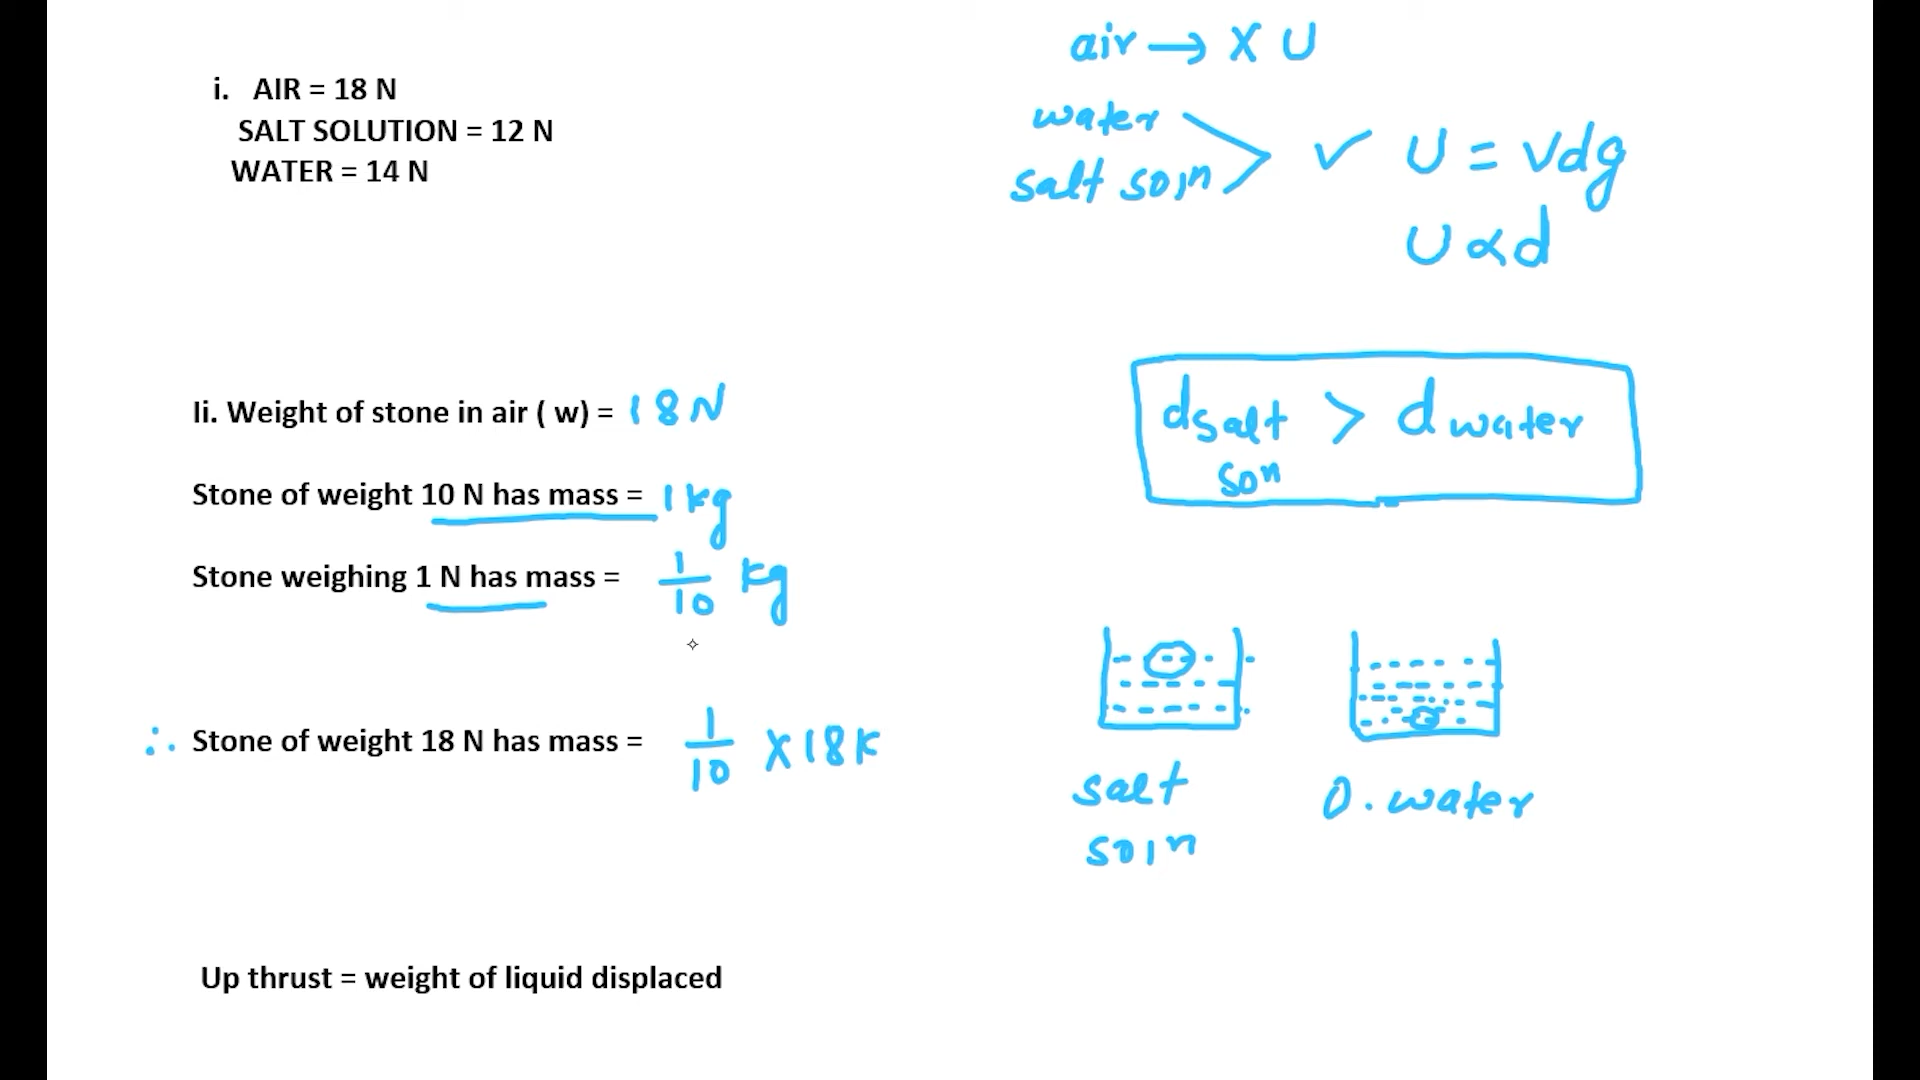 i. AIR = 18 N
SALT SOLUTION = 12 N
WATER = 14 N
Ii. Weight of stone in air ( w) = 18 N
Stone of weight 10 N has mass = 1 kg
Stone weighing 1 N has mass = 1/10 kg
∴ Stone of weight 18 N has mass = 1/10 X 18 K
Up thrust = weight of liquid displaced
air → X U
water
salt soln > ✓ U = Vdg
U ∝ d
d salt son > d water
salt
soln
O. water